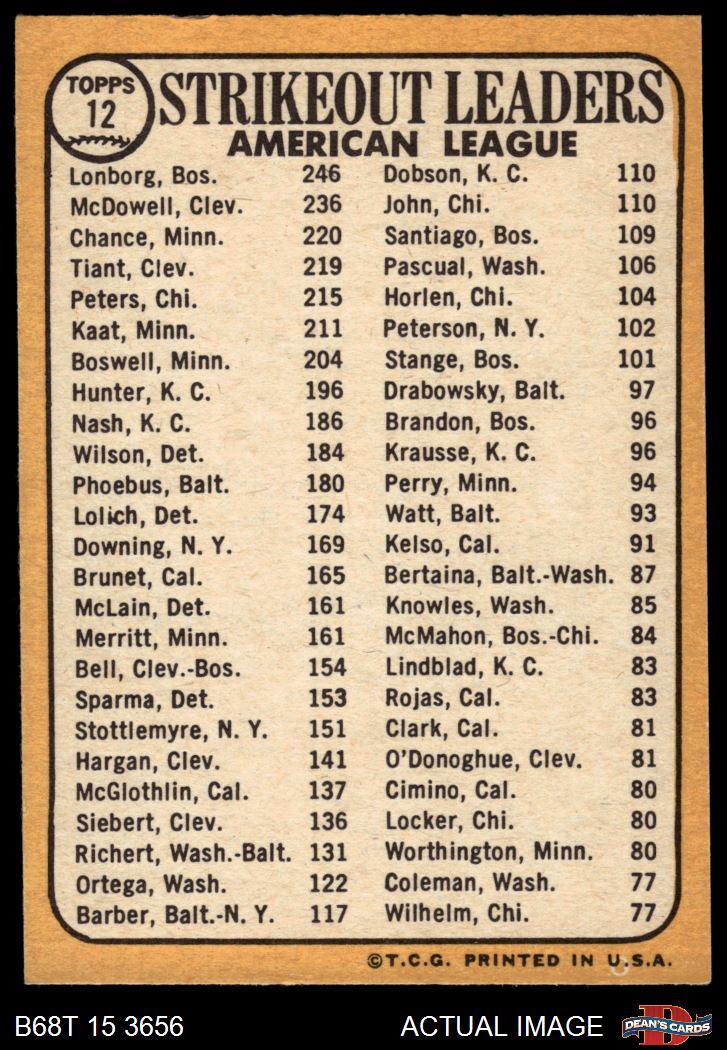 TOPPS
12
STRIKEOUT LEADERS
AMERICAN LEAGUE
Lonborg, Bos. 246
McDowell, Clev. 236
Chance, Minn. 220
Tiant, Clev. 219
Peters, Chi. 215
Kaat, Minn. 211
Boswell, Minn. 204
Hunter, K. C. 196
Nash, K. C. 186
Wilson, Det. 184
Phoebus, Balt. 180
Lolich, Det. 174
Downing, N. Y. 169
Brunet, Cal. 165
McLain, Det. 161
Merritt, Minn. 161
Bell, Clev.-Bos. 154
Sparma, Det. 153
Stottlemyre, N. Y. 151
Hargan, Clev. 141
McGlothlin, Cal. 137
Siebert, Clev. 136
Richert, Wash.-Balt. 131
Ortega, Wash. 122
Barber, Balt.-N. Y. 117
Dobson, K. C. 110
John, Chi. 110
Santiago, Bos. 109
Pascual, Wash. 106
Horlen, Chi. 104
Peterson, N. Y. 102
Stange, Bos. 101
Drabowsky, Balt. 97
Brandon, Bos. 96
Krausse, K. C. 96
Perry, Minn. 94
Watt, Balt. 93
Kelso, Cal. 91
Bertaina, Balt.-Wash. 87
Knowles, Wash. 85
McMahon, Bos.-Chi. 84
Lindblad, K. C. 83
Rojas, Cal. 83
Clark, Cal. 81
O'Donoghue, Clev. 81
Cimino, Cal. 80
Locker, Chi. 80
Worthington, Minn. 80
Coleman, Wash. 77
Wilhelm, Chi. 77
©T.C.G. PRINTED IN U.S.A.
B68T 15 3656
ACTUAL IMAGE
D
DEAN'S CARDS